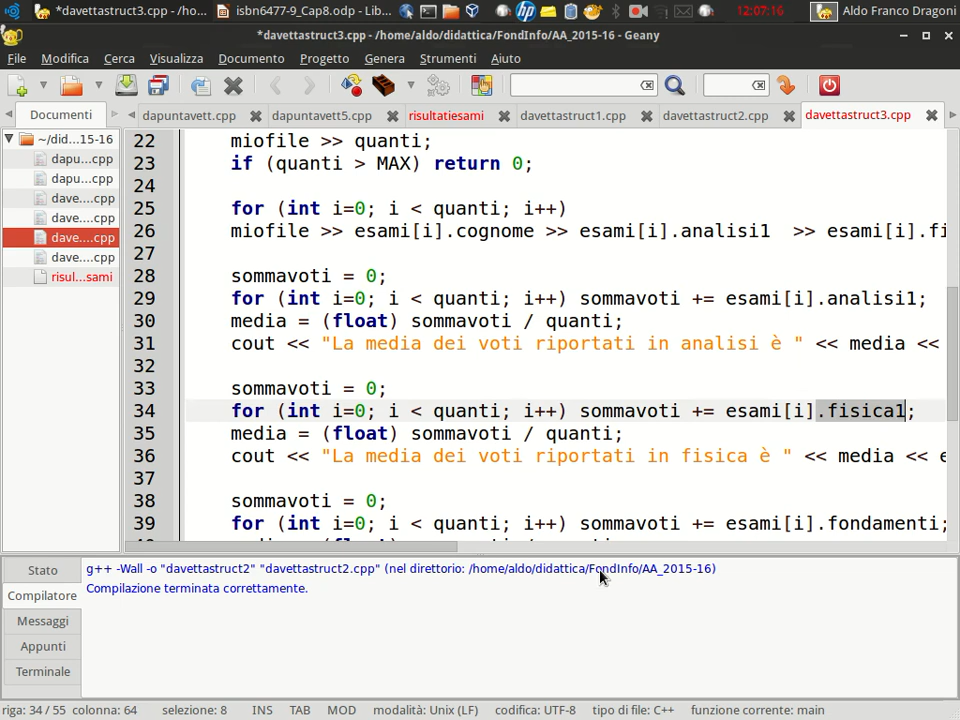 *davettastruct3.cpp - /ho...
isbn6477-9_Cap8.odp - Lib...
12:07:16
Aldo Franco Dragoni
*davettastruct3.cpp - /home/aldo/didattica/FondInfo/AA_2015-16 - Geany
File Modifica Cerca Visualizza Documento Progetto Genera Strumenti Aiuto
Documenti
dapuntavett.cpp dapuntavett5.cpp risultatiesami davettastruct1.cpp davettastruct2.cpp davettastruct3.cpp
~/did...15-16
dapu...cpp
dapu...cpp
dave....cpp
dave....cpp
dave....cpp
dave....cpp
risul...sami
22 miofile >> quanti;
23 if (quanti > MAX) return 0;
24
25 for (int i=0; i < quanti; i++)
26 miofile >> esami[i].cognome >> esami[i].analisi1  >> esami[i].fi
27
28 sommavoti = 0;
29 for (int i=0; i < quanti; i++) sommavoti += esami[i].analisi1;
30 media = (float) sommavoti / quanti;
31 cout << "La media dei voti riportati in analisi è " << media <<
32
33 sommavoti = 0;
34 for (int i=0; i < quanti; i++) sommavoti += esami[i].fisica1;
35 media = (float) sommavoti / quanti;
36 cout << "La media dei voti riportati in fisica è " << media << e
37
38 sommavoti = 0;
39 for (int i=0; i < quanti; i++) sommavoti += esami[i].fondamenti;
Stato
Compilatore
Messaggi
Appunti
Terminale
g++ -Wall -o "davettastruct2" "davettastruct2.cpp" (nel direttorio: /home/aldo/didattica/FondInfo/AA_2015-16)
Compilazione terminata correttamente.
riga: 34 / 55 colonna: 64 selezione: 8 INS TAB MOD modalità: Unix (LF) codifica: UTF-8 tipo di file: C++ funzione corrente: main